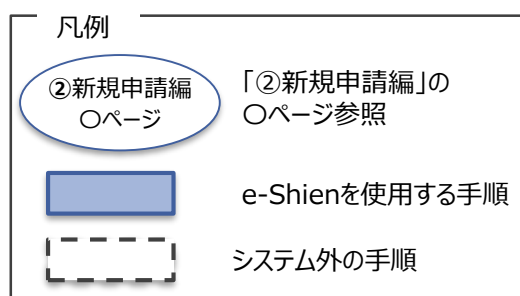 凡例
②新規申請編
〇ページ
「②新規申請編」の
〇ページ参照
e-Shienを使用する手順
システム外の手順